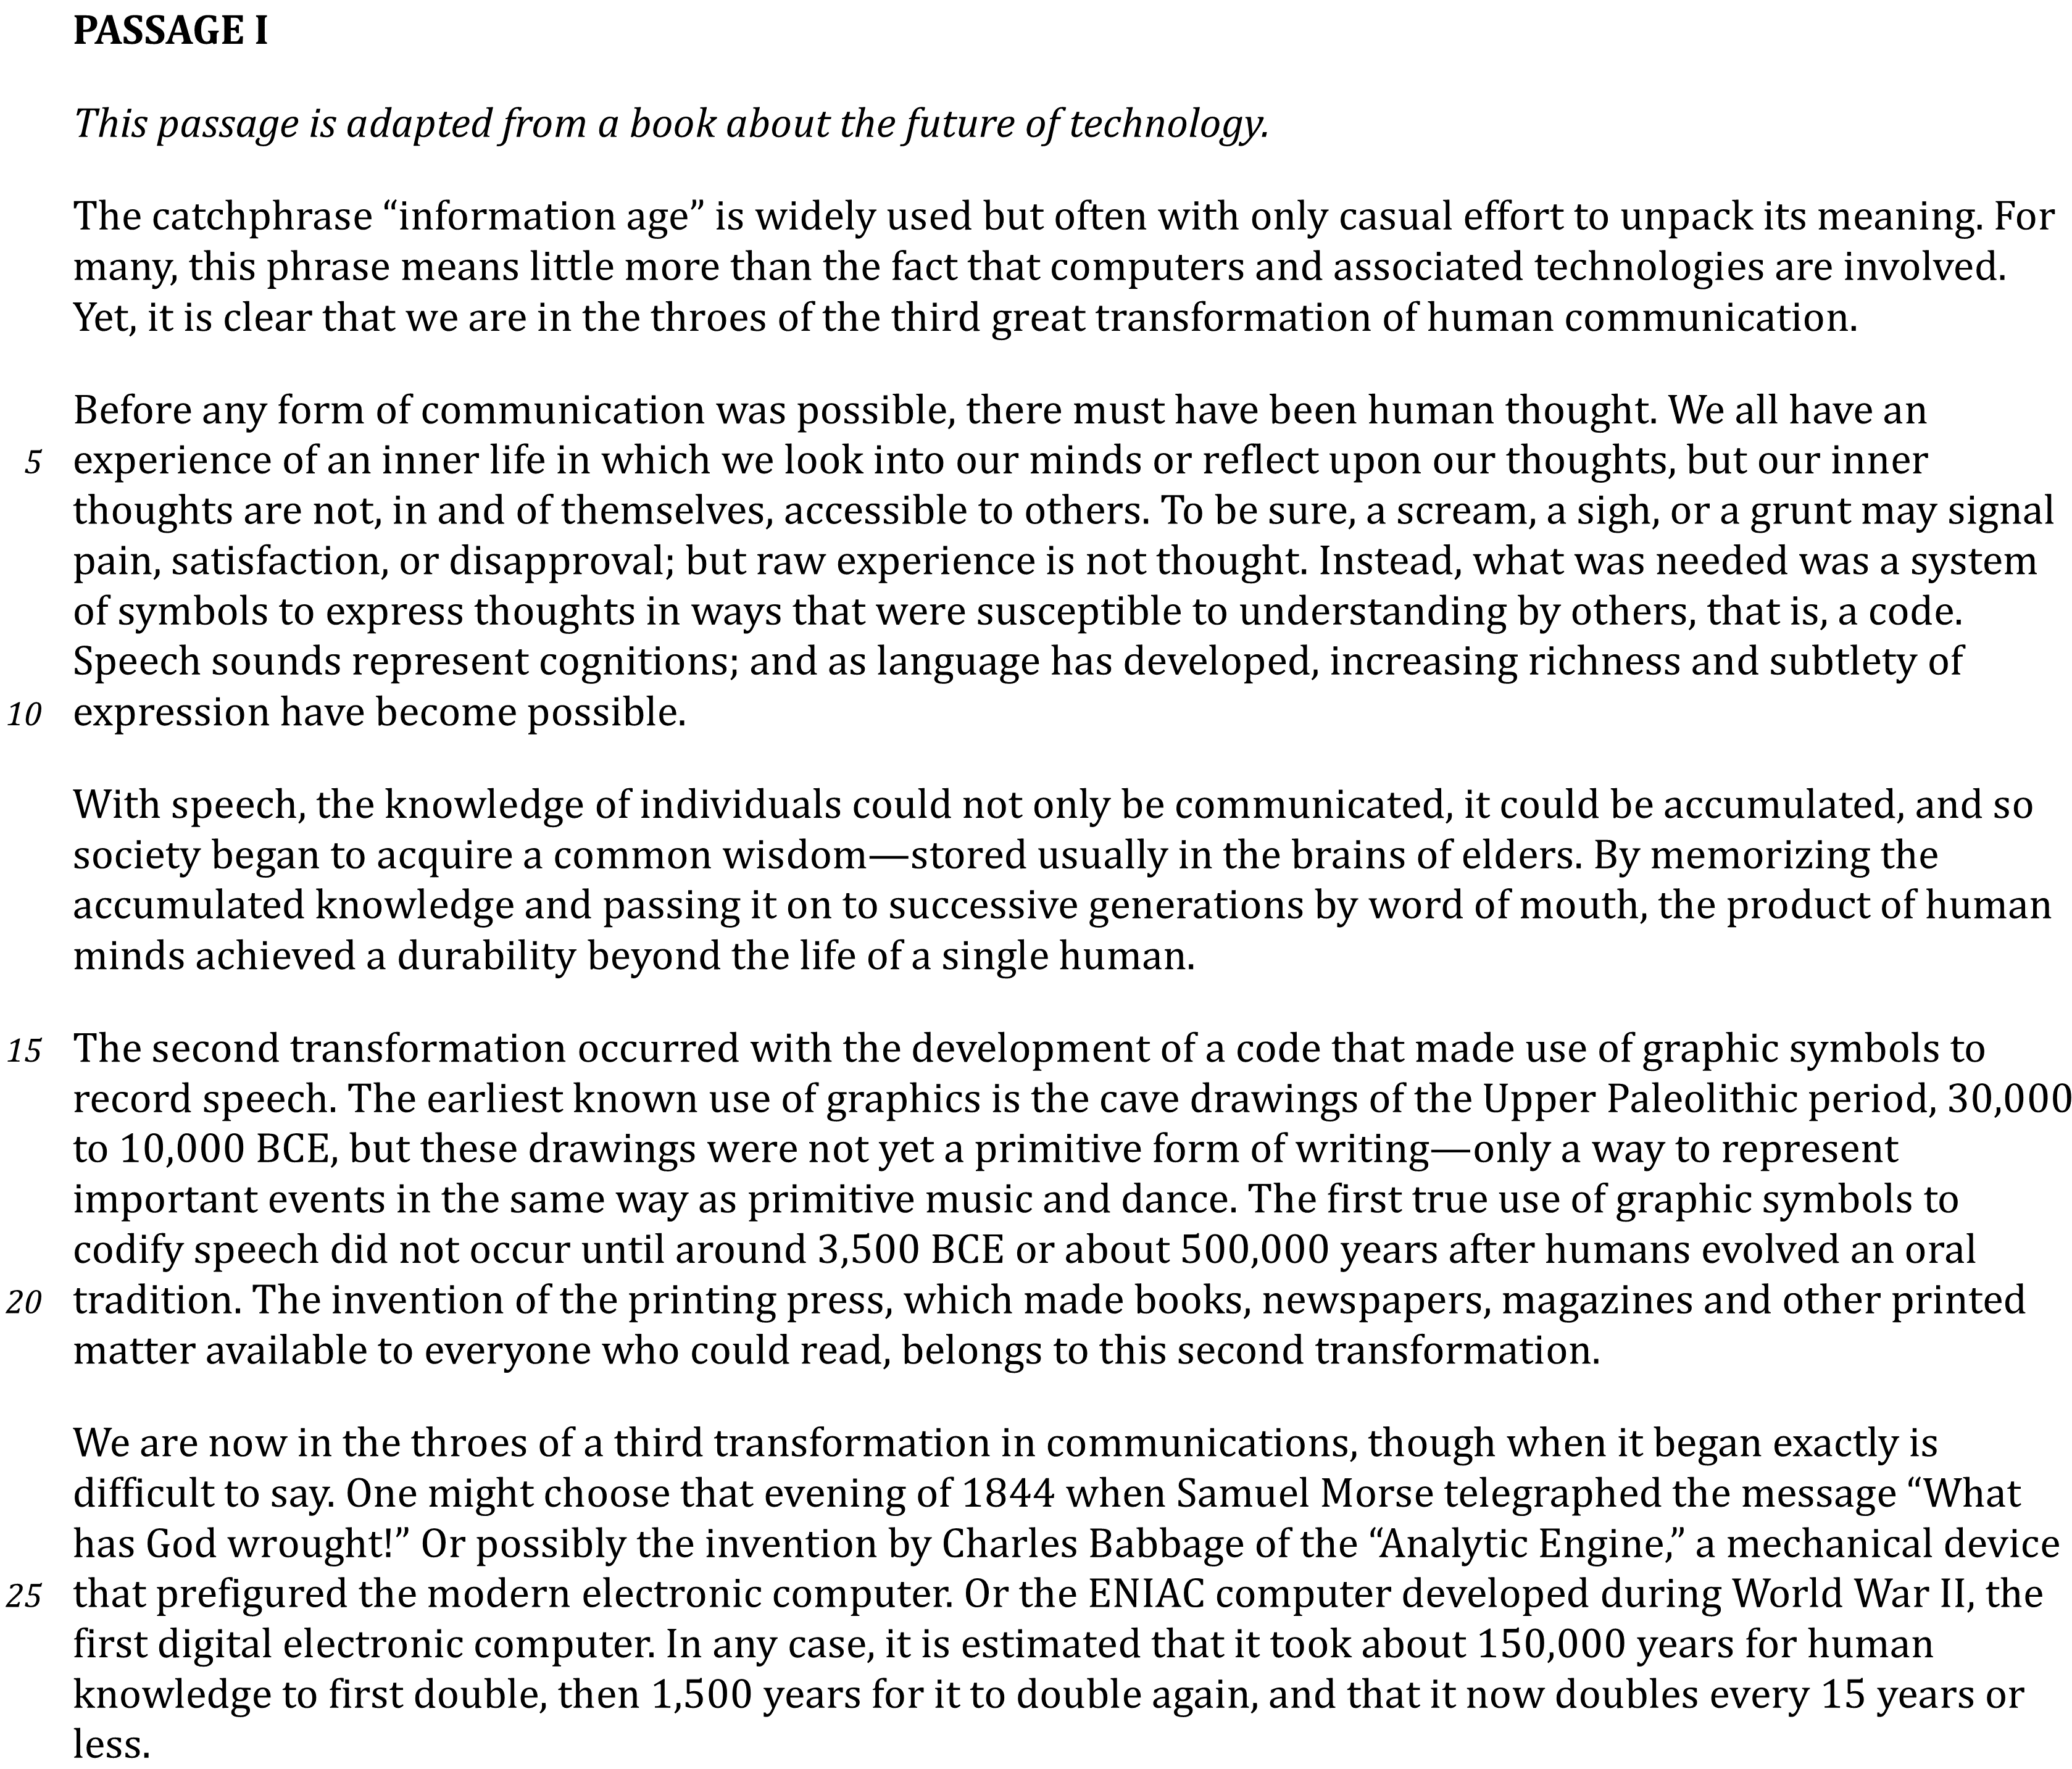 PASSAGE I
This passage is adapted from a book about the future of technology.
The catchphrase “information age” is widely used but often with only casual effort to unpack its meaning. For
many, this phrase means little more than the fact that computers and associated technologies are involved.
Yet, it is clear that we are in the throes of the third great transformation of human communication.
Before any form of communication was possible, there must have been human thought. We all have an
5 experience of an inner life in which we look into our minds or reflect upon our thoughts, but our inner
thoughts are not, in and of themselves, accessible to others. To be sure, a scream, a sigh, or a grunt may signal
pain, satisfaction, or disapproval; but raw experience is not thought. Instead, what was needed was a system
of symbols to express thoughts in ways that were susceptible to understanding by others, that is, a code.
Speech sounds represent cognitions; and as language has developed, increasing richness and subtlety of
10 expression have become possible.
With speech, the knowledge of individuals could not only be communicated, it could be accumulated, and so
society began to acquire a common wisdom—stored usually in the brains of elders. By memorizing the
accumulated knowledge and passing it on to successive generations by word of mouth, the product of human
minds achieved a durability beyond the life of a single human.
15 The second transformation occurred with the development of a code that made use of graphic symbols to
record speech. The earliest known use of graphics is the cave drawings of the Upper Paleolithic period, 30,000
to 10,000 BCE, but these drawings were not yet a primitive form of writing—only a way to represent
important events in the same way as primitive music and dance. The first true use of graphic symbols to
codify speech did not occur until around 3,500 BCE or about 500,000 years after humans evolved an oral
20 tradition. The invention of the printing press, which made books, newspapers, magazines and other printed
matter available to everyone who could read, belongs to this second transformation.
We are now in the throes of a third transformation in communications, though when it began exactly is
difficult to say. One might choose that evening of 1844 when Samuel Morse telegraphed the message “What
has God wrought!” Or possibly the invention by Charles Babbage of the “Analytic Engine,” a mechanical device
25 that prefigured the modern electronic computer. Or the ENIAC computer developed during World War II, the
first digital electronic computer. In any case, it is estimated that it took about 150,000 years for human
knowledge to first double, then 1,500 years for it to double again, and that it now doubles every 15 years or
less.